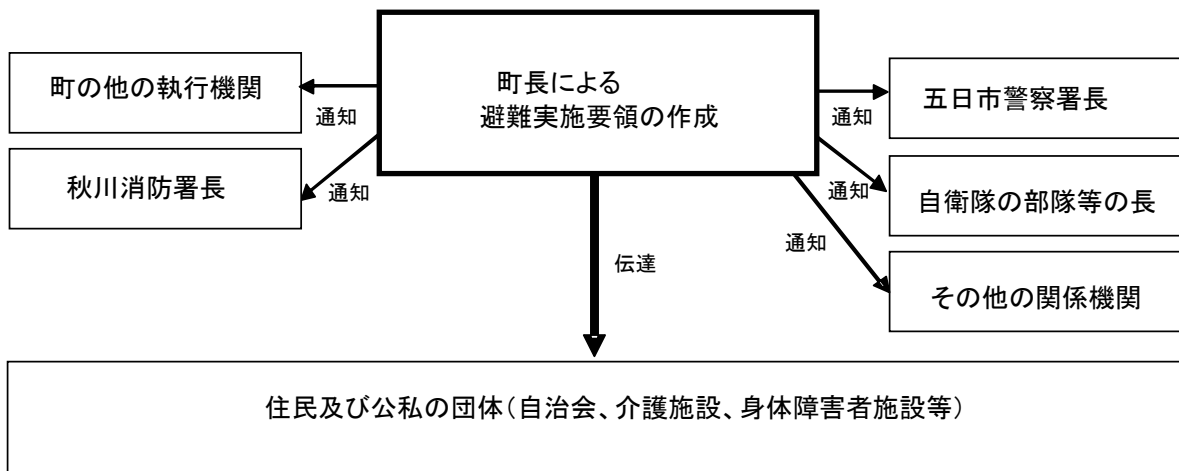 町長による
避難実施要領の作成
町の他の執行機関
通知
秋川消防署長
通知
五日市警察署長
通知
自衛隊の部隊等の長
通知
その他の関係機関
通知
伝達
住民及び公私の団体(自治会、介護施設、身体障害者施設等)